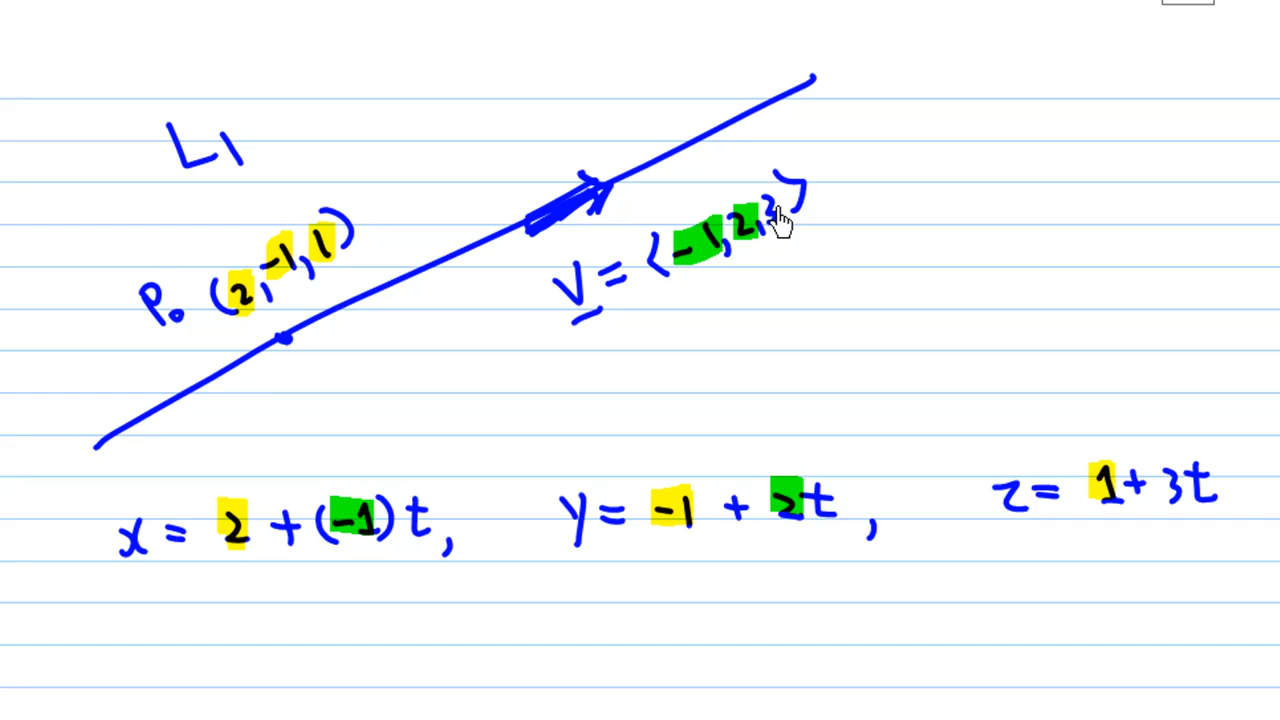 L1
P₀ (2, -1, 1)
V = ⟨-1, 2, 3⟩
x = 2 + (-1)t, y = -1 + 2t, z = 1 + 3t